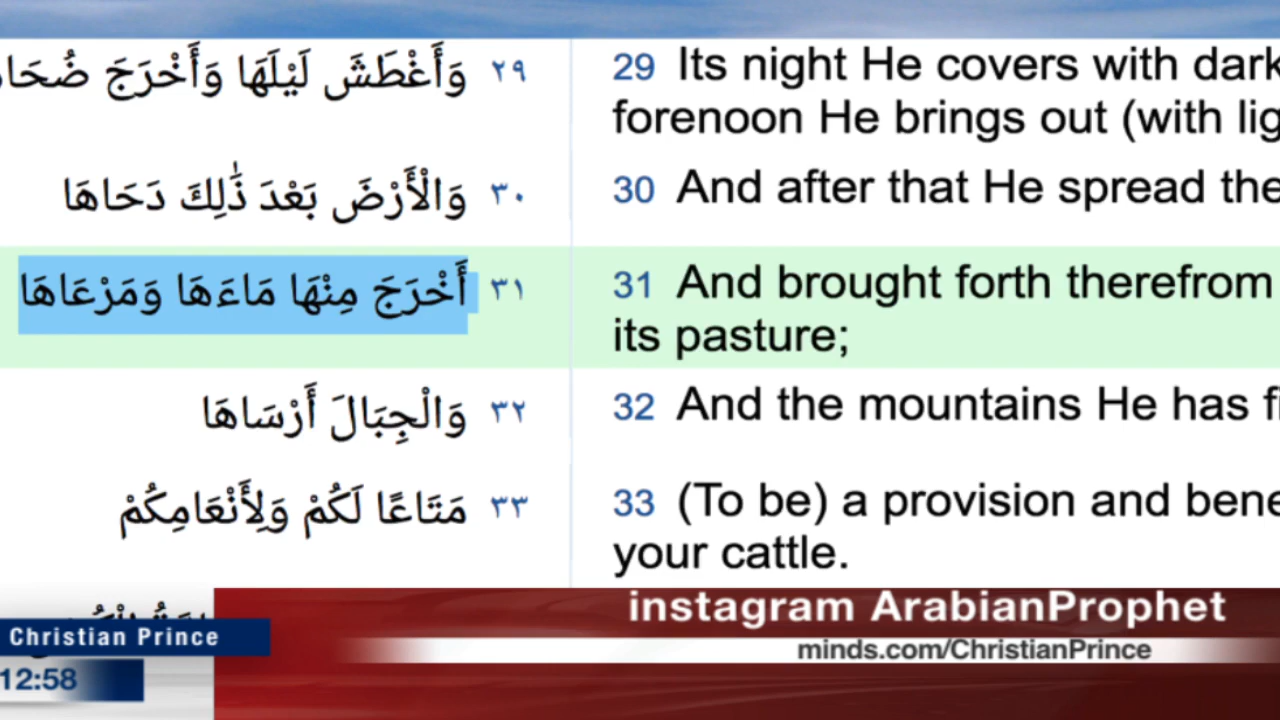 وَأَغْطَشَ لَيْلَهَا وَأَخْرَجَ
٢٩
29 Its night He covers with dark
forenoon He brings out (with lig
وَالْأَرْضَ بَعْدَ ذَٰلِكَ دَحَاهَا
٣٠
30 And after that He spread the
أَخْرَجَ مِنْهَا مَاءَهَا وَمَرْعَاهَا
٣١
31 And brought forth therefrom
its pasture;
وَالْجِبَالَ أَرْسَاهَا
٣٢
32 And the mountains He has fi
مَتَاعًا لَكُمْ وَلِأَنْعَامِكُمْ
٣٣
33 (To be) a provision and bene
your cattle.
instagram ArabianProphet
Christian Prince
minds.com/ChristianPrince
12:58